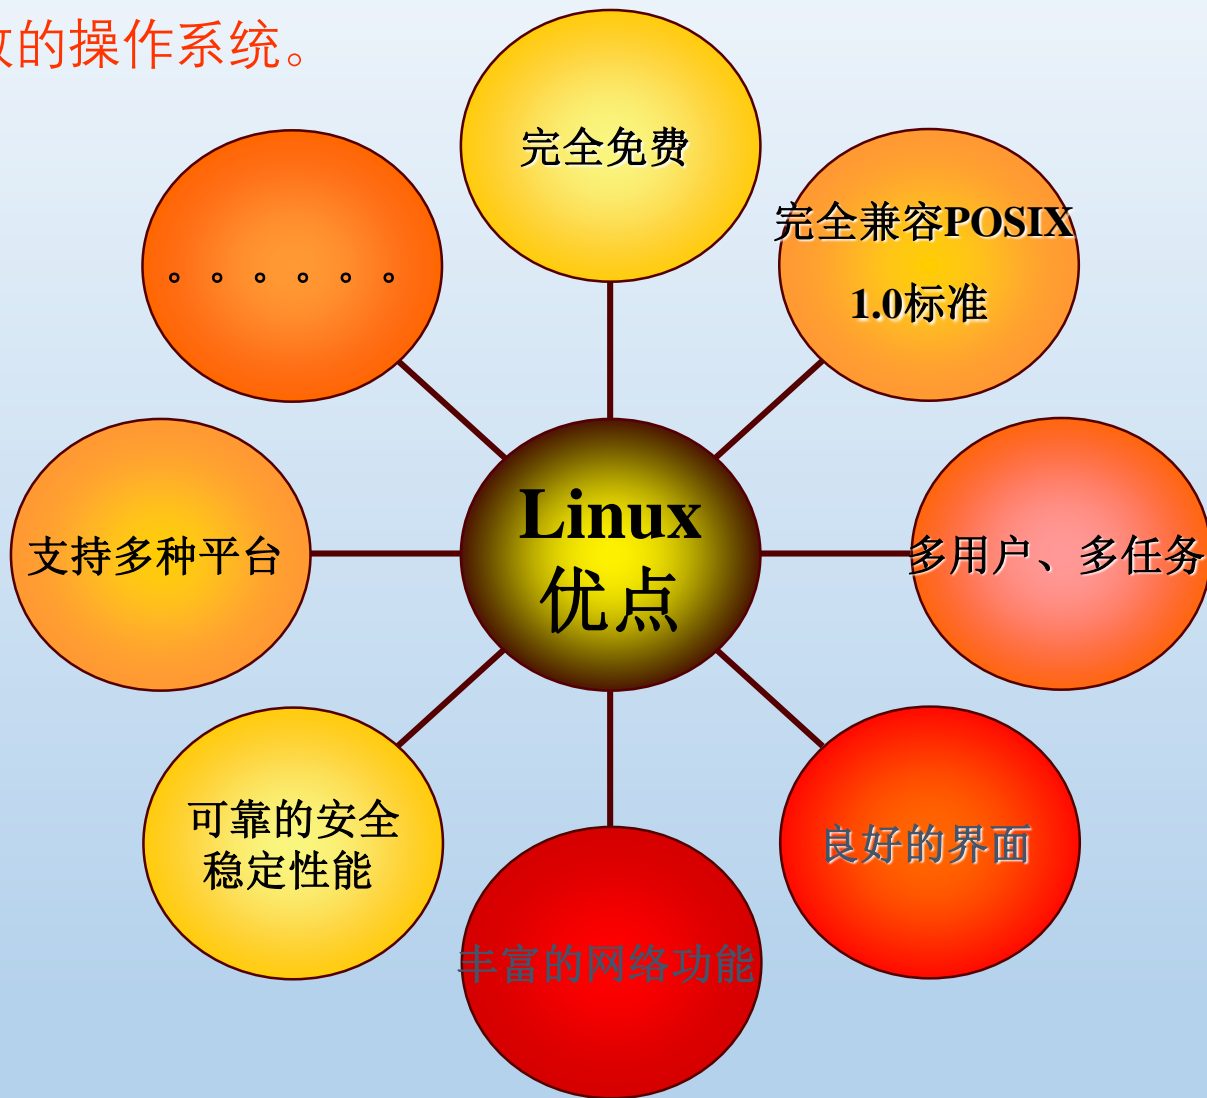 的操作系统。
完全免费
完全兼容POSIX
1.0标准
多用户、多任务
良好的界面
丰富的网络功能
可靠的安全
稳定性能
支持多种平台
。。。。。。
Linux
优点